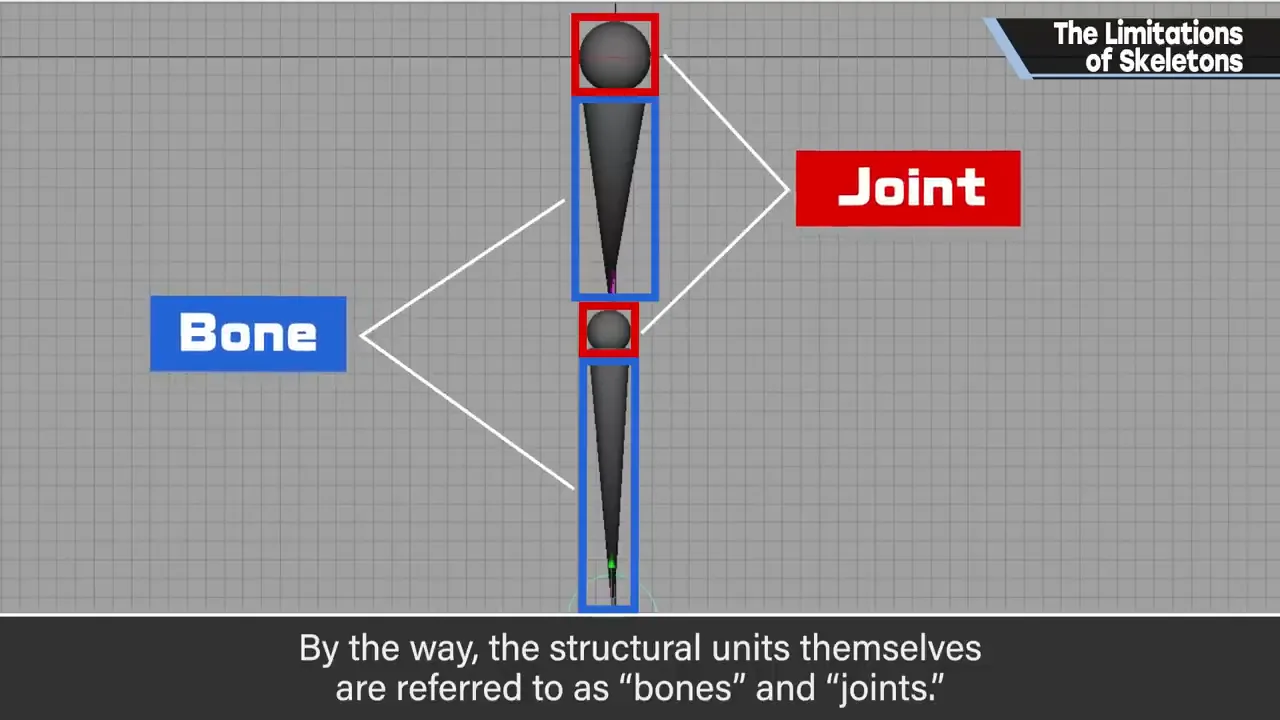 The Limitations
of Skeletons
Joint
Bone
By the way, the structural units themselves
are referred to as “bones” and “joints.”